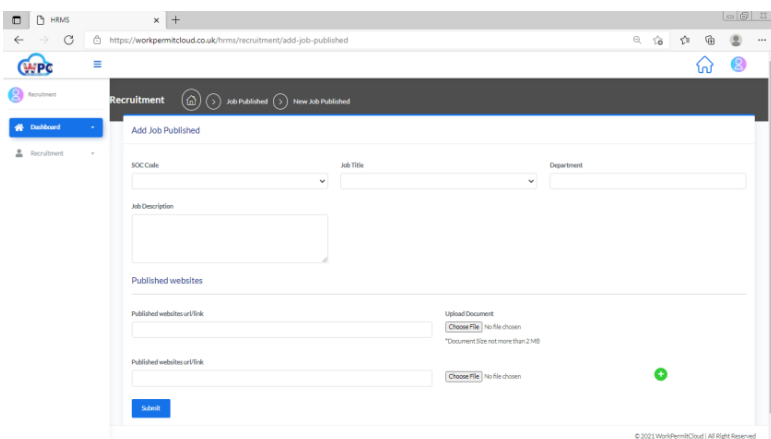 HRMS
https://workpermitcloud.co.uk/hrms/recruitment/add-job-published
WPC
Recruitment
Recruitment Job Published New Job Published
Dashboard
Recruitment
Add Job Published
SOC Code Job Title Department
Job Description
Published websites
Published websites url/link Upload Document
Choose File No file chosen
*Document Size not more than 2 MB
Published websites url/link
Choose File No file chosen
Submit
© 2021 WorkPermitCloud | All Right Reserved